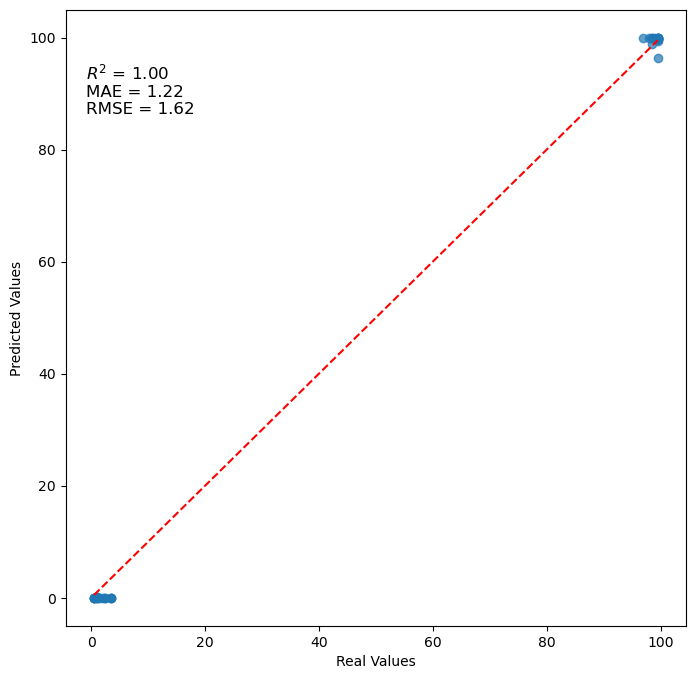 100
80
60
40
20
0
R² = 1.00
MAE = 1.22
RMSE = 1.62
Predicted Values
0 20 40 60 80 100
Real Values